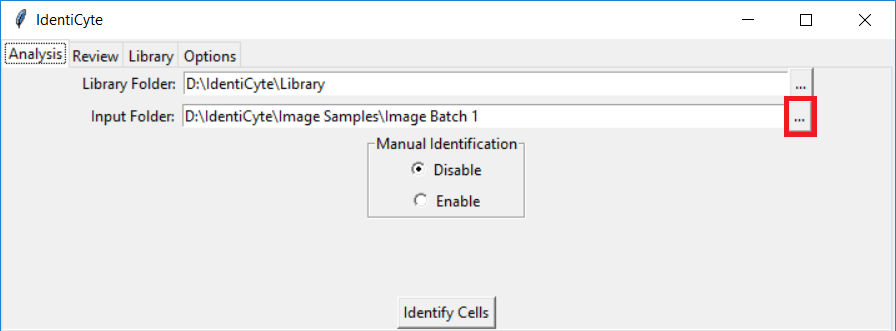 IdentiCyte
Analysis Review Library Options
Library Folder: D:\IdentiCyte\Library ...
Input Folder: D:\IdentiCyte\Image Samples\Image Batch 1 ...
Manual Identification
Disable
Enable
Identify Cells